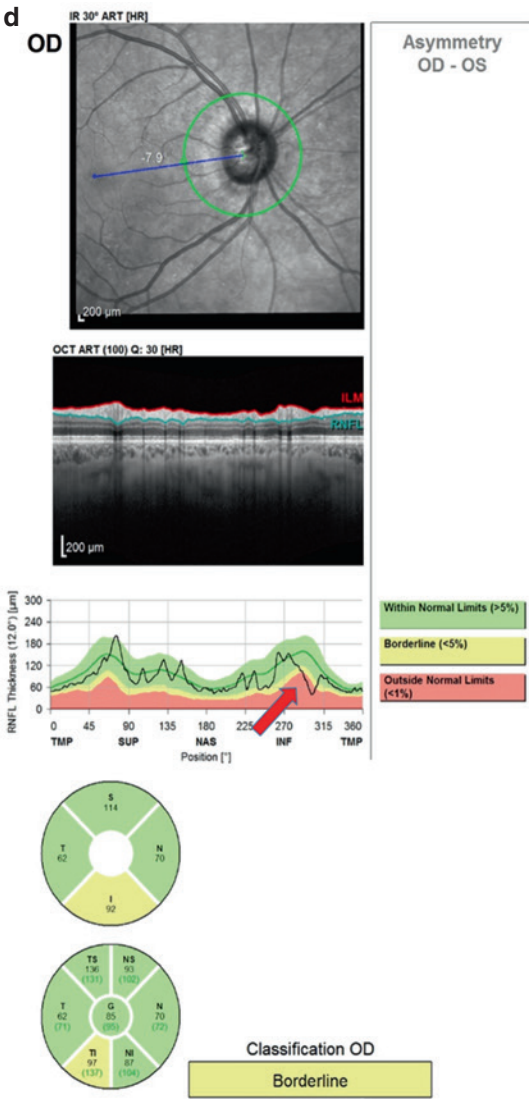 d
IR 30° ART [HR]
OD
Asymmetry
OD - OS
-7.9
200 µm
OCT ART (100) Q: 30 [HR]
ILM
RNFL
200 µm
RNFL Thickness (12.0°) [µm]
300
240
180
120
60
0
0 45 90 135 180 225 270 315 360
TMP SUP NAS INF TMP
Position [°]
Within Normal Limits (>5%)
Borderline (<5%)
Outside Normal Limits
(<1%)
S
114
T
62
N
70
I
92
TS
136
(131)
NS
93
(102)
T
62
(71)
G
85
(95)
N
70
(72)
TI
97
(137)
NI
87
(104)
Classification OD
Borderline